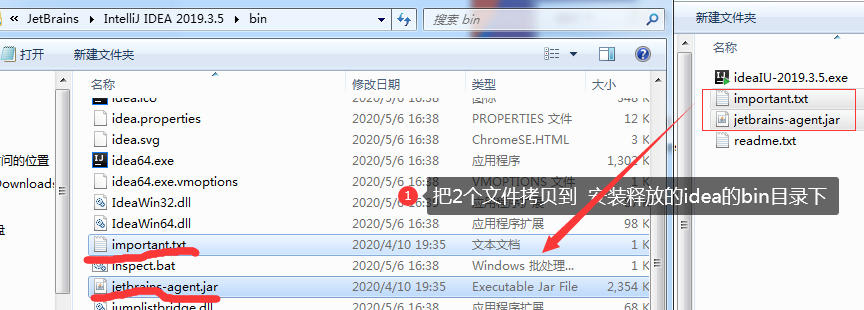 « JetBrains ▸ IntelliJ IDEA 2019.3.5 ▸ bin
搜索 bin
打开 新建文件夹
名称 修改日期 类型 大小
idea.ico 2020/5/6 16:38 图标 348 K
idea.properties 2020/5/6 16:38 PROPERTIES 文件 12 K
idea.svg 2020/5/6 16:38 ChromeSE.HTML 3 K
idea64.exe 2020/5/6 16:38 应用程序 1,302 K
idea64.exe.vmoptions 2020/5/6 16:38 VMOPTIONS 文件 1 K
IdeaWin32.dll 2020/5/6 16:38
IdeaWin64.dll 2020/5/6 16:38 应用程序扩展 98 K
important.txt 2020/4/10 19:35 文本文档 1 K
inspect.bat 2020/5/6 16:38 Windows 批处理... 1 K
jetbrains-agent.jar 2020/4/10 19:35 Executable Jar File 2,354 K
jumplistbridge.dll 2020/5/6 16:38 应用程序扩展 68 K
问的位置
Downloads
盘
1 把2个文件拷贝到 安装释放的idea的bin目录下
新建文件夹
名称
ideaIU-2019.3.5.exe
important.txt
jetbrains-agent.jar
readme.txt